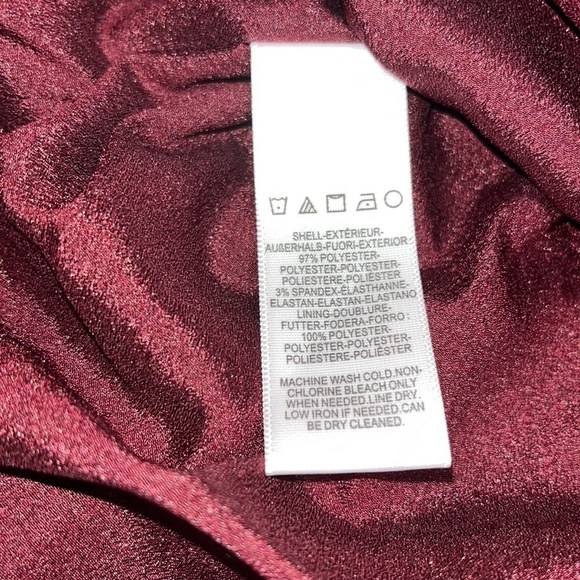 SHELL-EXTÉRIEUR-
AUßERHALB-FUORI-EXTERIOR:
97% POLYESTER-
POLYESTER-POLYESTER-
POLIESTERE-POLIÉSTER
3% SPANDEX-ÉLASTHANNE-
ELASTAN-ELASTAN-ELASTANO
LINING-DOUBLURE-
FUTTER-FODERA-FORRO:
100% POLYESTER-
POLYESTER-POLYESTER-
POLIESTERE-POLIÉSTER
MACHINE WASH COLD.NON-
CHLORINE BLEACH ONLY
WHEN NEEDED.LINE DRY.
LOW IRON IF NEEDED.CAN
BE DRY CLEANED.